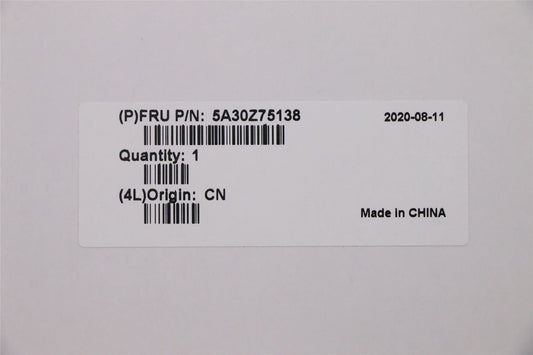 (P)FRU P/N: 5A30Z75138 2020-08-11
Quantity: 1
(4L)Origin: CN
Made in CHINA